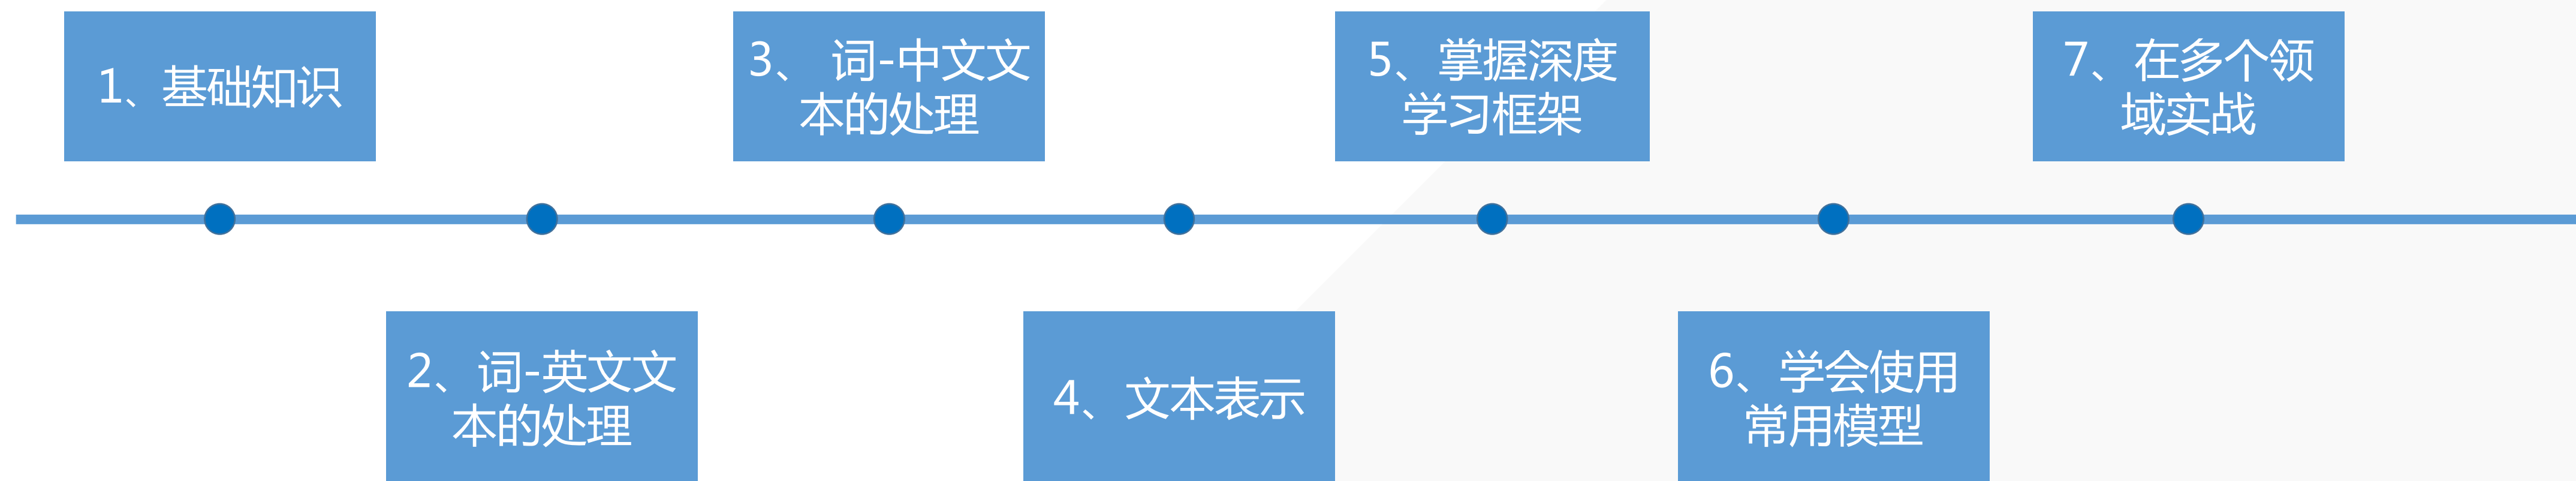 1、基础知识
2、词-英文文
本的处理
3、 词-中文文
本的处理
4、文本表示
5、掌握深度
学习框架
6、学会使用
常用模型
7、在多个领
域实战